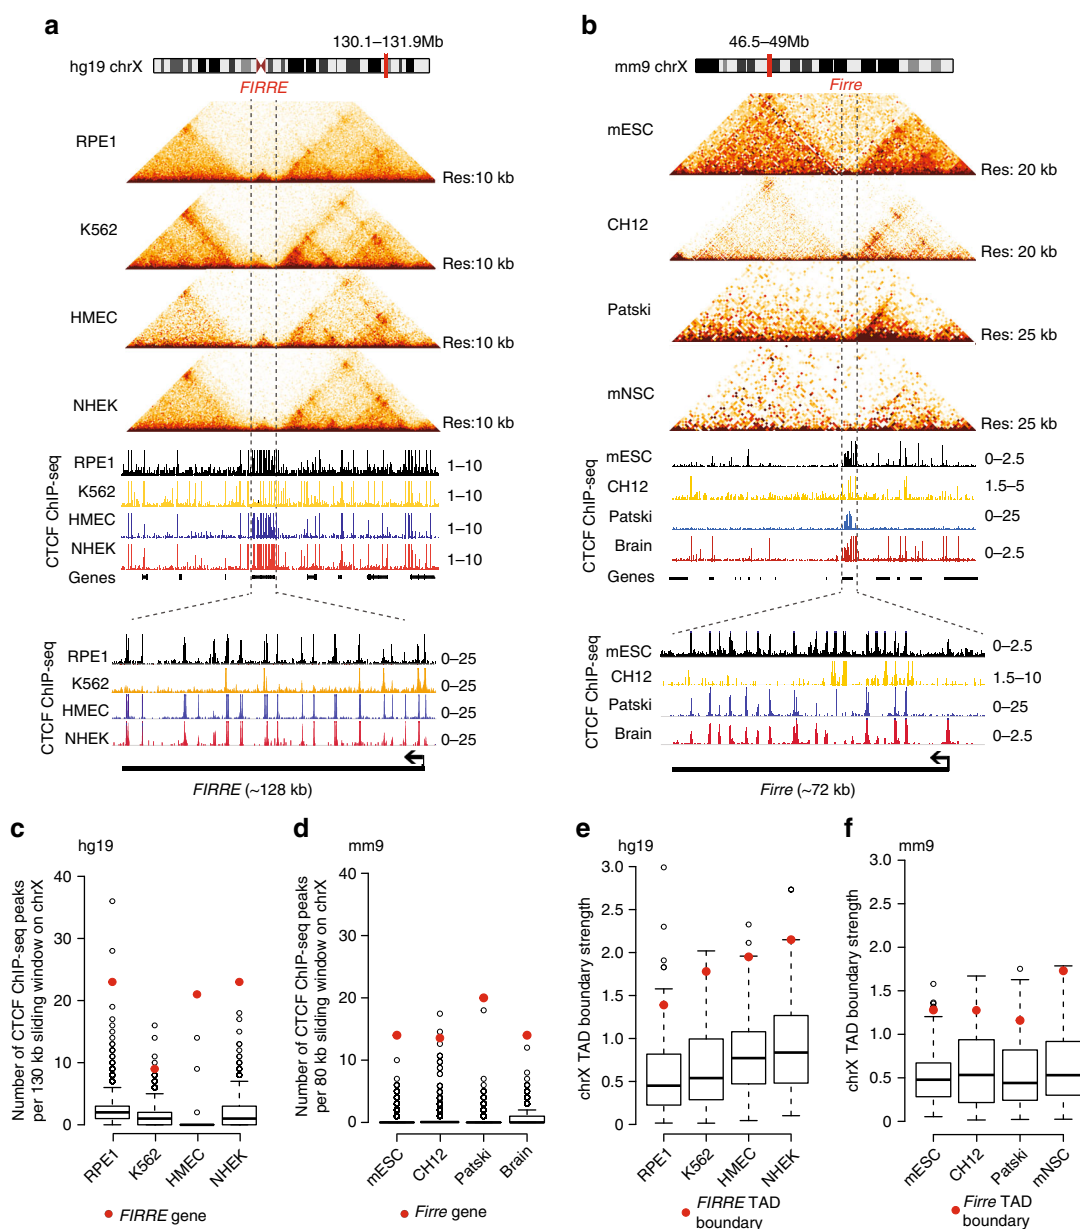 a
130.1–131.9Mb
hg19 chrX
FIRRE
RPE1
Res:10 kb
K562
Res:10 kb
HMEC
Res:10 kb
NHEK
Res:10 kb
CTCF ChIP-seq
RPE1
1–10
K562
1–10
HMEC
1–10
NHEK
1–10
Genes
CTCF ChIP-seq
RPE1
0–25
K562
0–25
HMEC
0–25
NHEK
0–25
FIRRE (~128 kb)
b
46.5–49Mb
mm9 chrX
Firre
mESC
Res: 20 kb
CH12
Res: 20 kb
Patski
Res: 25 kb
mNSC
Res: 25 kb
CTCF ChIP-seq
mESC
0–2.5
CH12
1.5–5
Patski
0–25
Brain
0–2.5
Genes
CTCF ChIP-seq
mESC
0–2.5
CH12
1.5–10
Patski
0–25
Brain
0–2.5
Firre (~72 kb)
c
hg19
Number of CTCF ChIP-seq peaks
per 130 kb sliding window on chrX
40
30
20
10
0
RPE1
K562
HMEC
NHEK
FIRRE gene
d
mm9
Number of CTCF ChIP-seq peaks
per 80 kb sliding window on chrX
40
30
20
10
0
mESC
CH12
Patski
Brain
Firre gene
e
hg19
chrX TAD boundary strength
3.0
2.5
2.0
1.5
1.0
0.5
0
RPE1
K562
HMEC
NHEK
FIRRE TAD
boundary
f
mm9
chrX TAD boundary strength
3.0
2.5
2.0
1.5
1.0
0.5
0
mESC
CH12
Patski
mNSC
Firre TAD
boundary